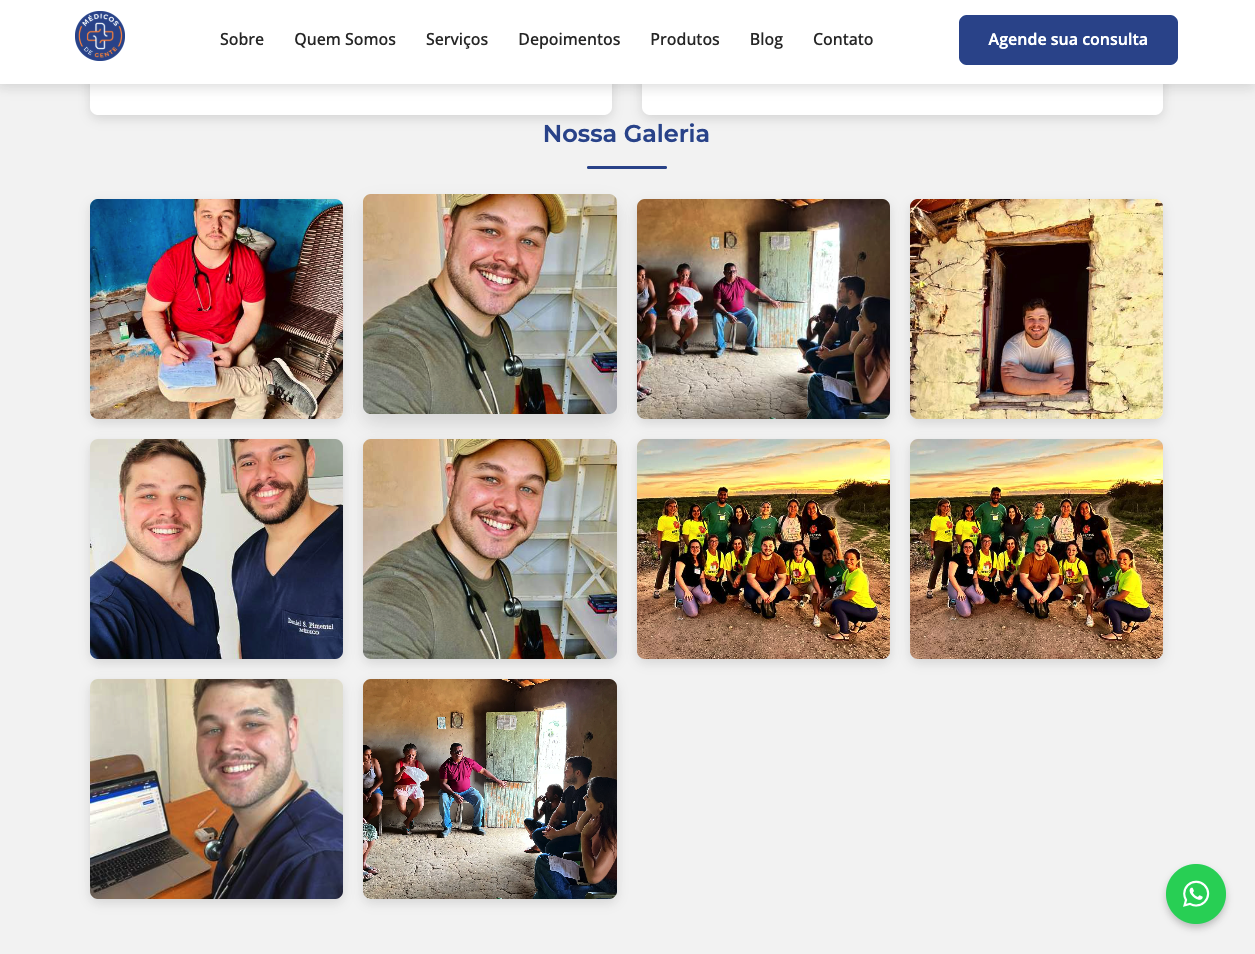 MÉDICOS
DE GENTE
Sobre
Quem Somos
Serviços
Depoimentos
Produtos
Blog
Contato
Agende sua consulta
Nossa Galeria
Daniel S. Pimentel
MÉDICO